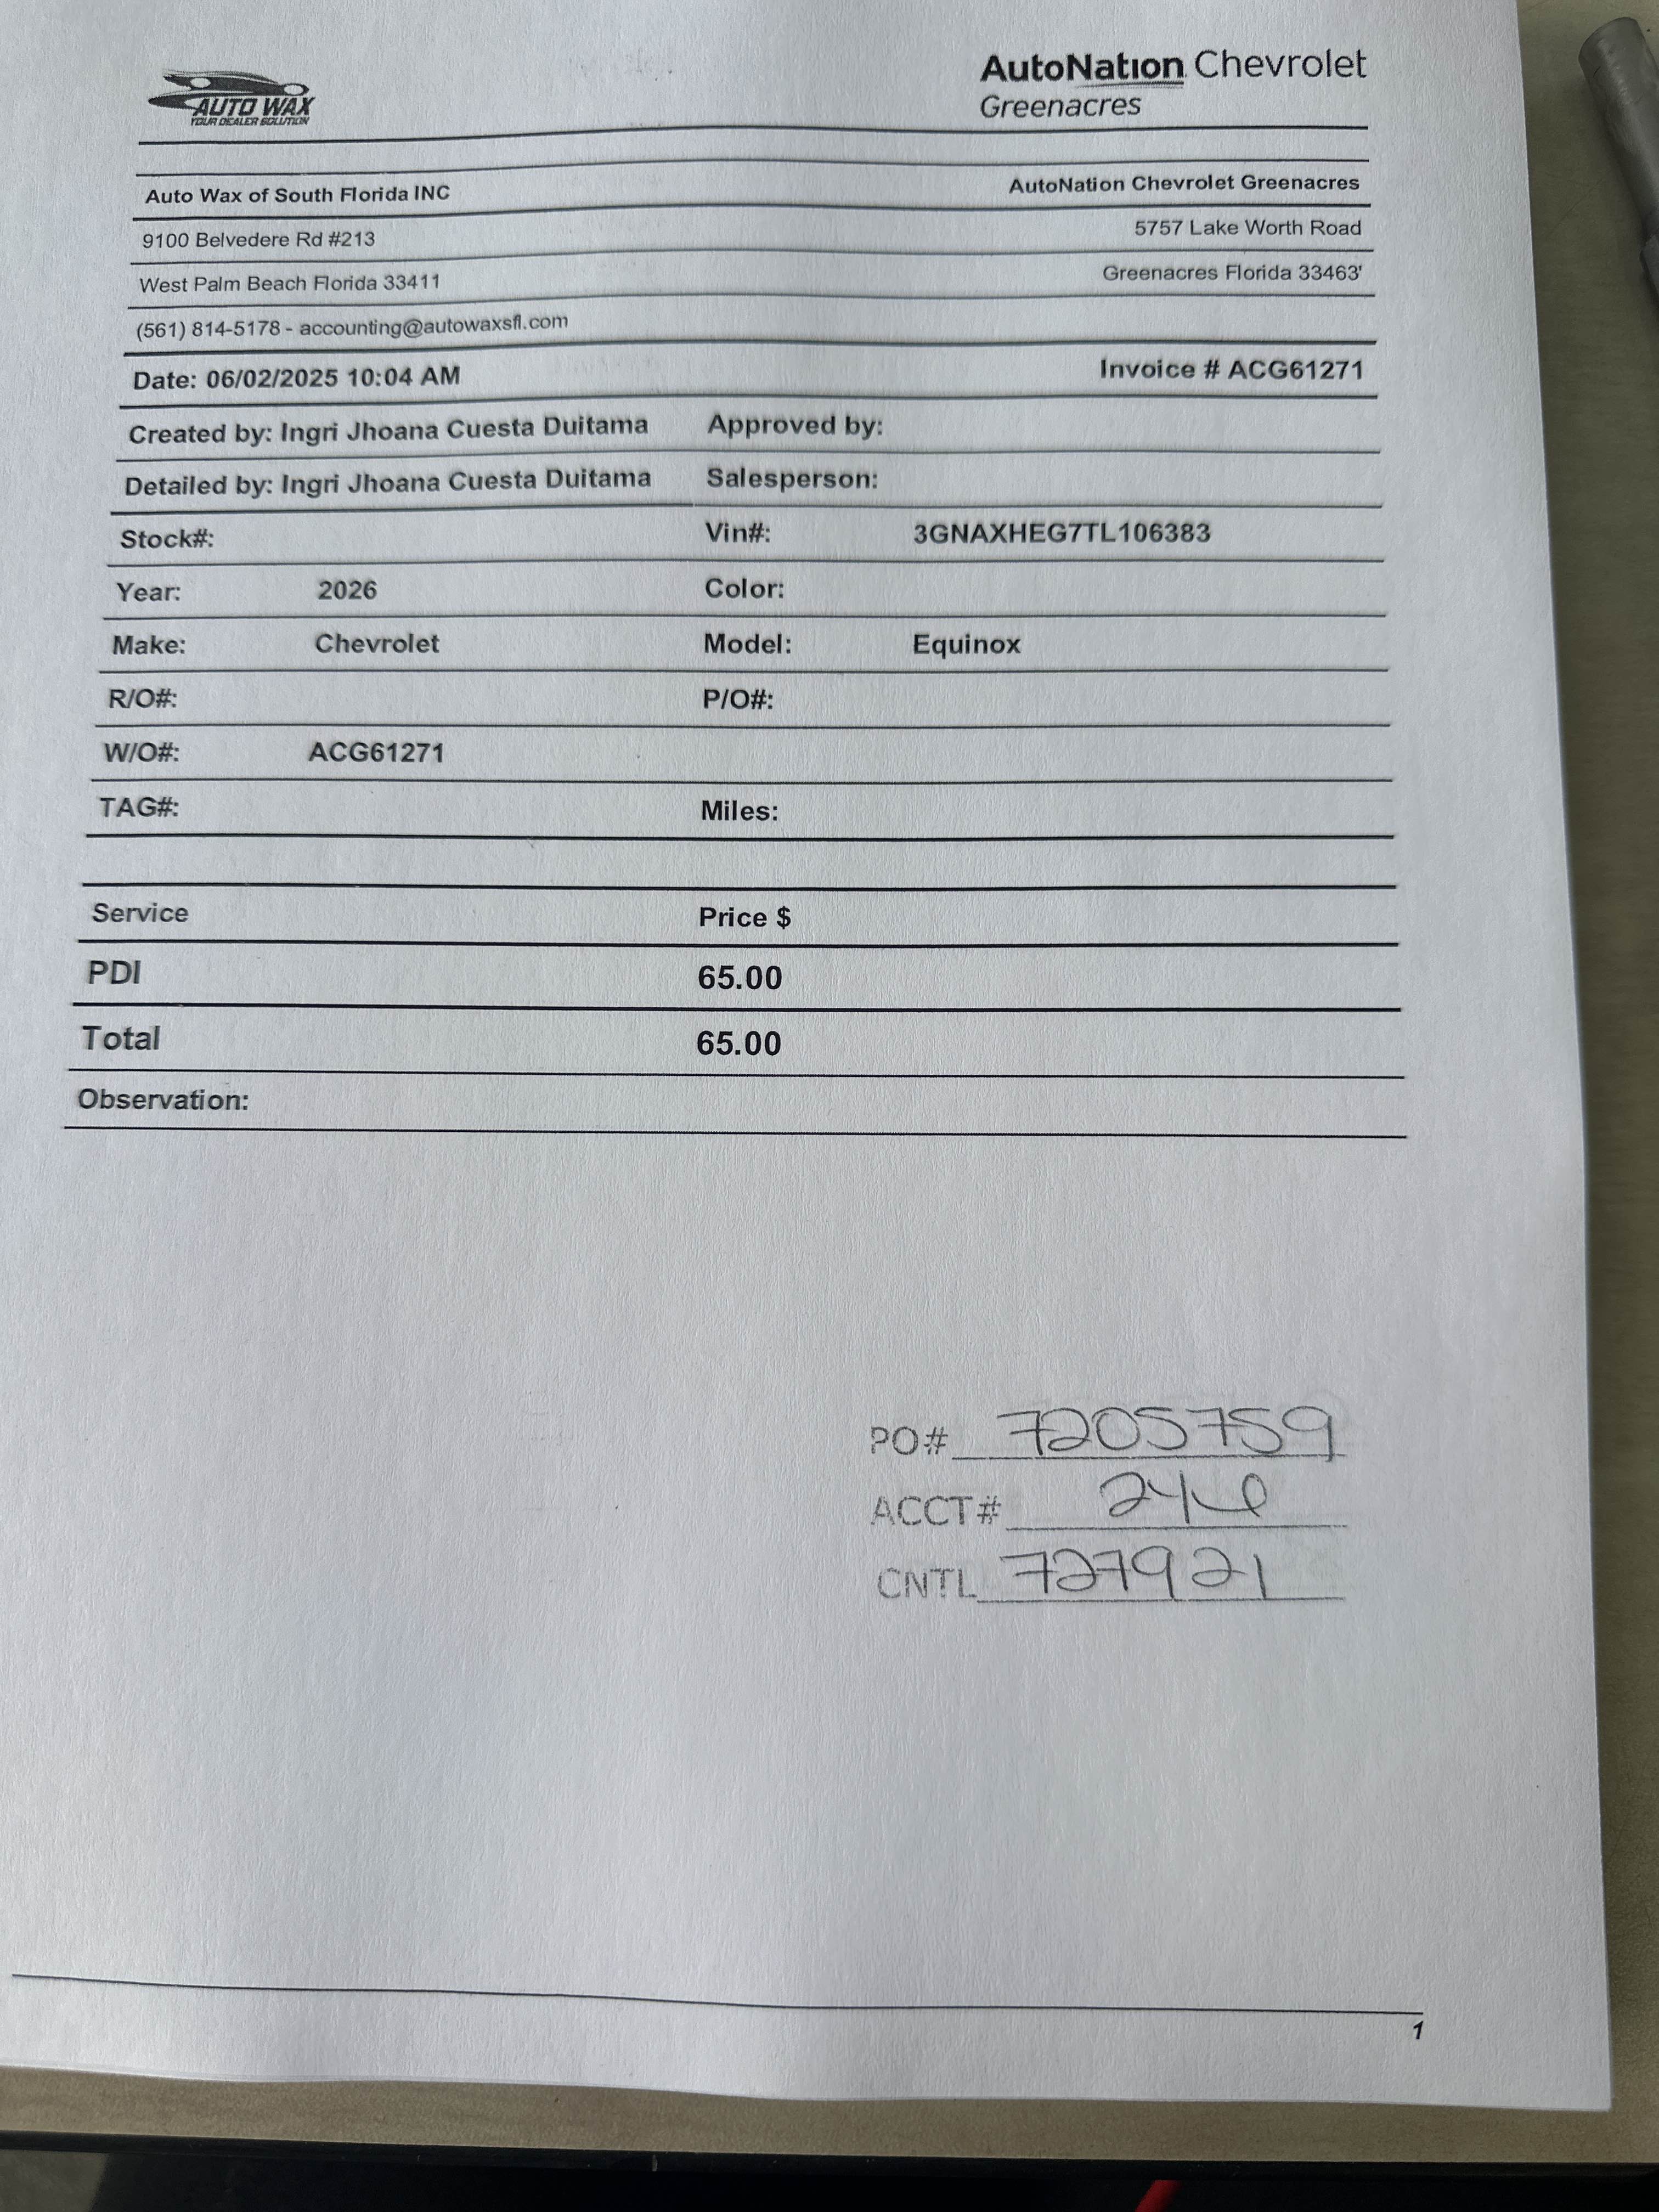 AUTO WAX
YOUR DEALER SOLUTION
AutoNation Chevrolet
Greenacres
Auto Wax of South Florida INC
AutoNation Chevrolet Greenacres
9100 Belvedere Rd #213
5757 Lake Worth Road
West Palm Beach Florida 33411
Greenacres Florida 33463'
(561) 814-5178 - accounting@autowaxsfl.com
Date: 06/02/2025 10:04 AM
Invoice # ACG61271
Created by: Ingri Jhoana Cuesta Duitama Approved by:
Detailed by: Ingri Jhoana Cuesta Duitama Salesperson:
Stock#: Vin#: 3GNAXHEG7TL106383
Year: 2026 Color:
Make: Chevrolet Model: Equinox
R/O#: P/O#:
W/O#: ACG61271
TAG#: Miles:
Service Price $
PDI 65.00
Total 65.00
Observation:
PO# 7205759
ACCT#
CNTL 727921
1